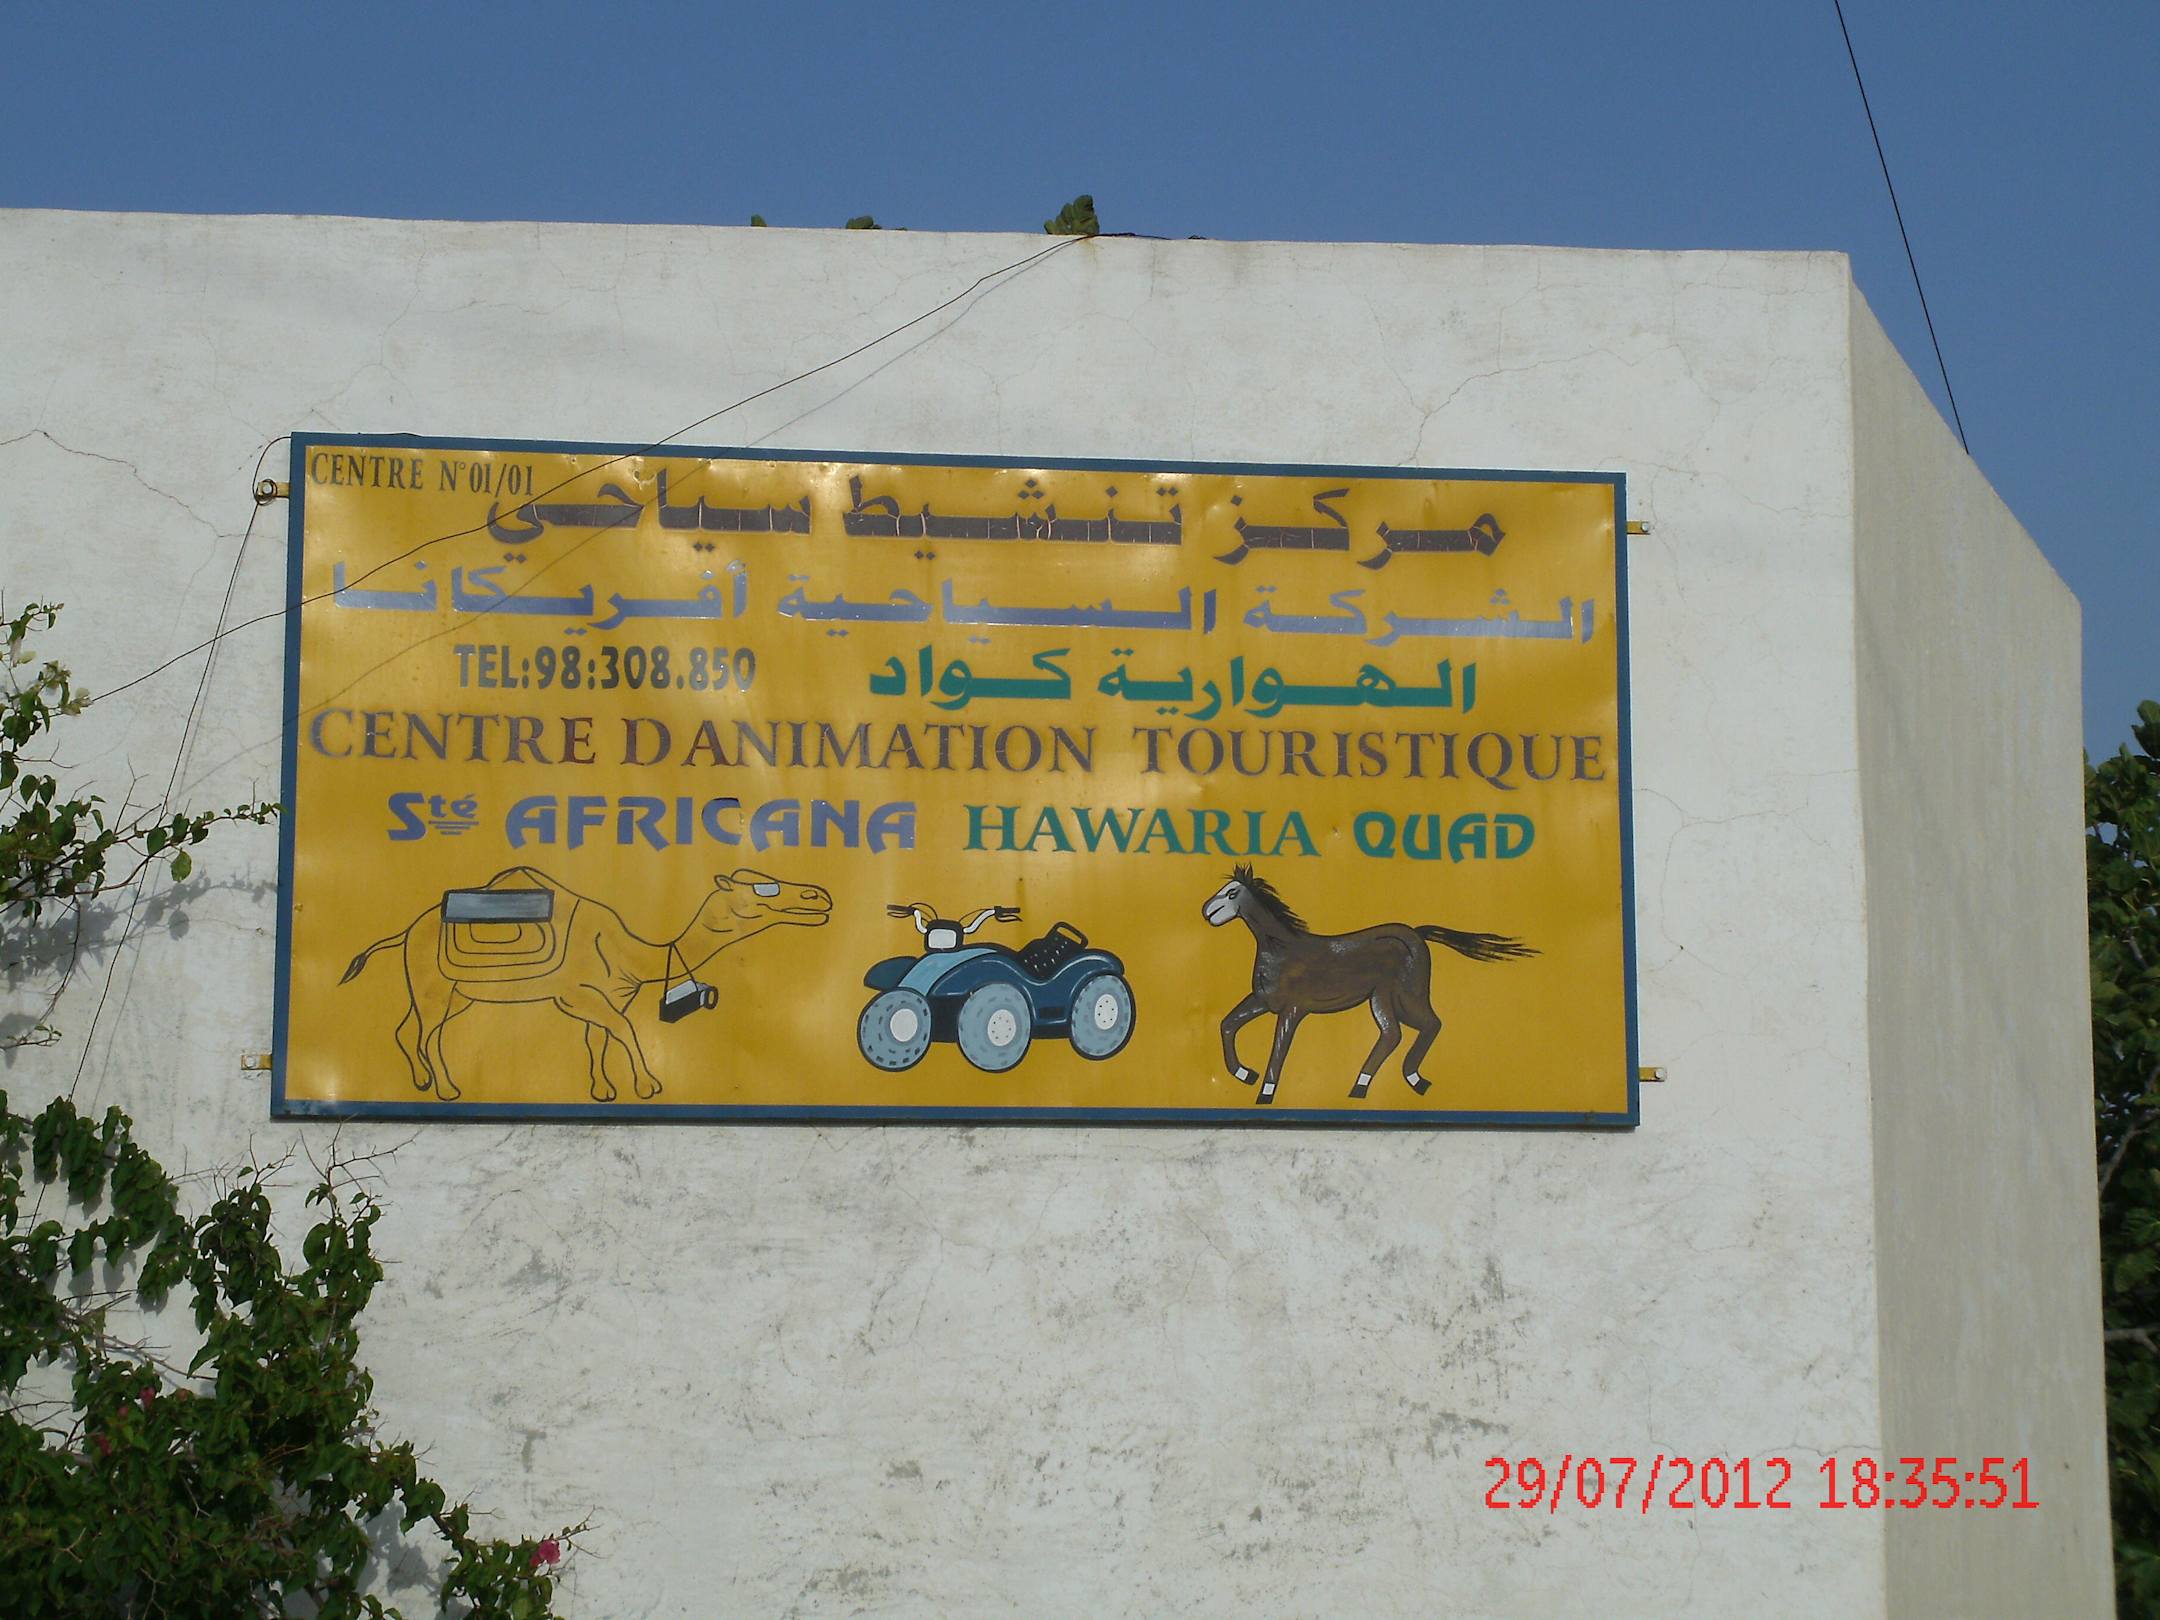 CENTRE N° 01/01
مركز تنشيط سياحي
الشركة السياحية أفريكانا
الهوارية كواد
TEL:98:308.850
CENTRE D ANIMATION TOURISTIQUE
Sté AFRICANA HAWARIA QUAD
29/07/2012 18:35:51